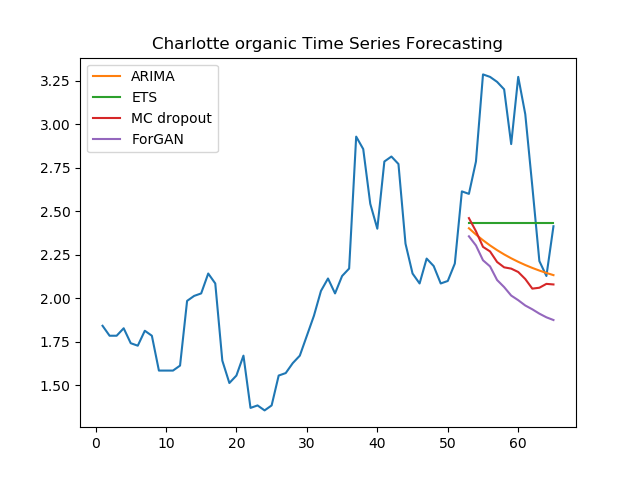 Charlotte organic Time Series Forecasting
ARIMA
ETS
MC dropout
ForGAN
3.25
3.00
2.75
2.50
2.25
2.00
1.75
1.50
0 10 20 30 40 50 60